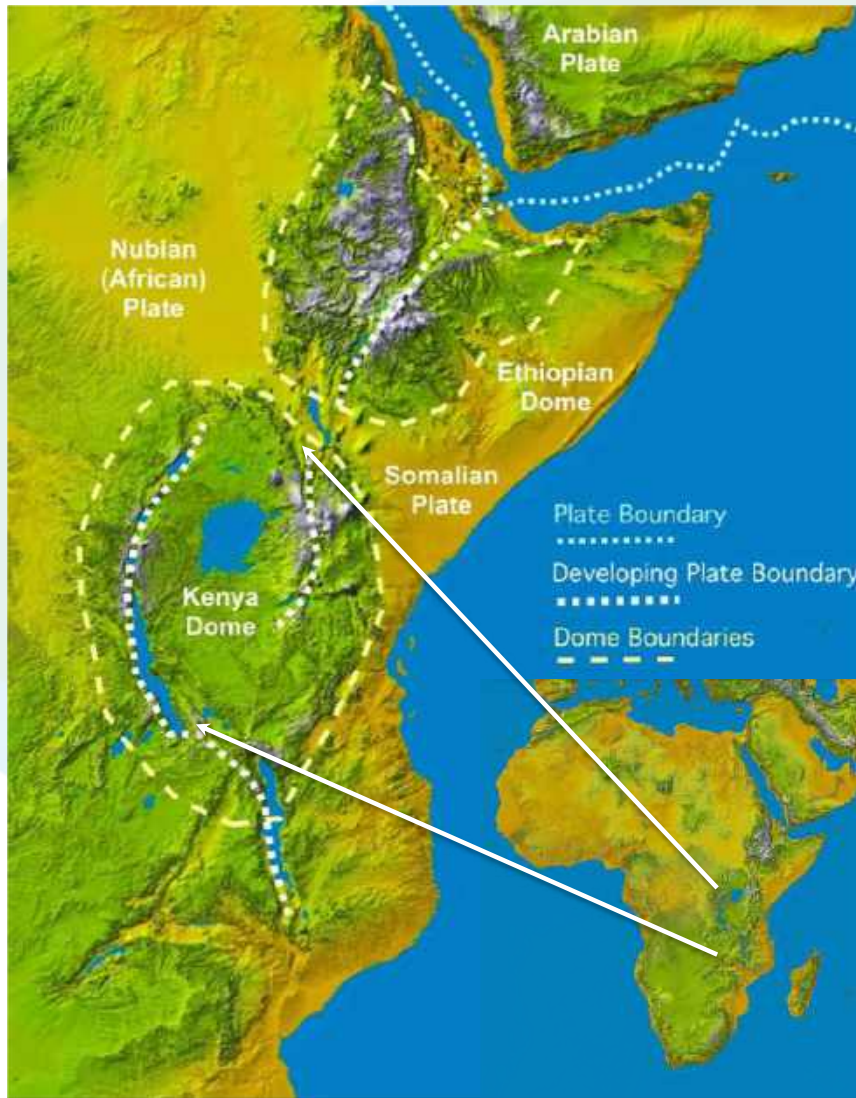 Arabian
Plate
Nubian
(African)
Plate
Ethiopian
Dome
Somalian
Plate
Kenya
Dome
Plate Boundary
Developing Plate Boundary
Dome Boundaries